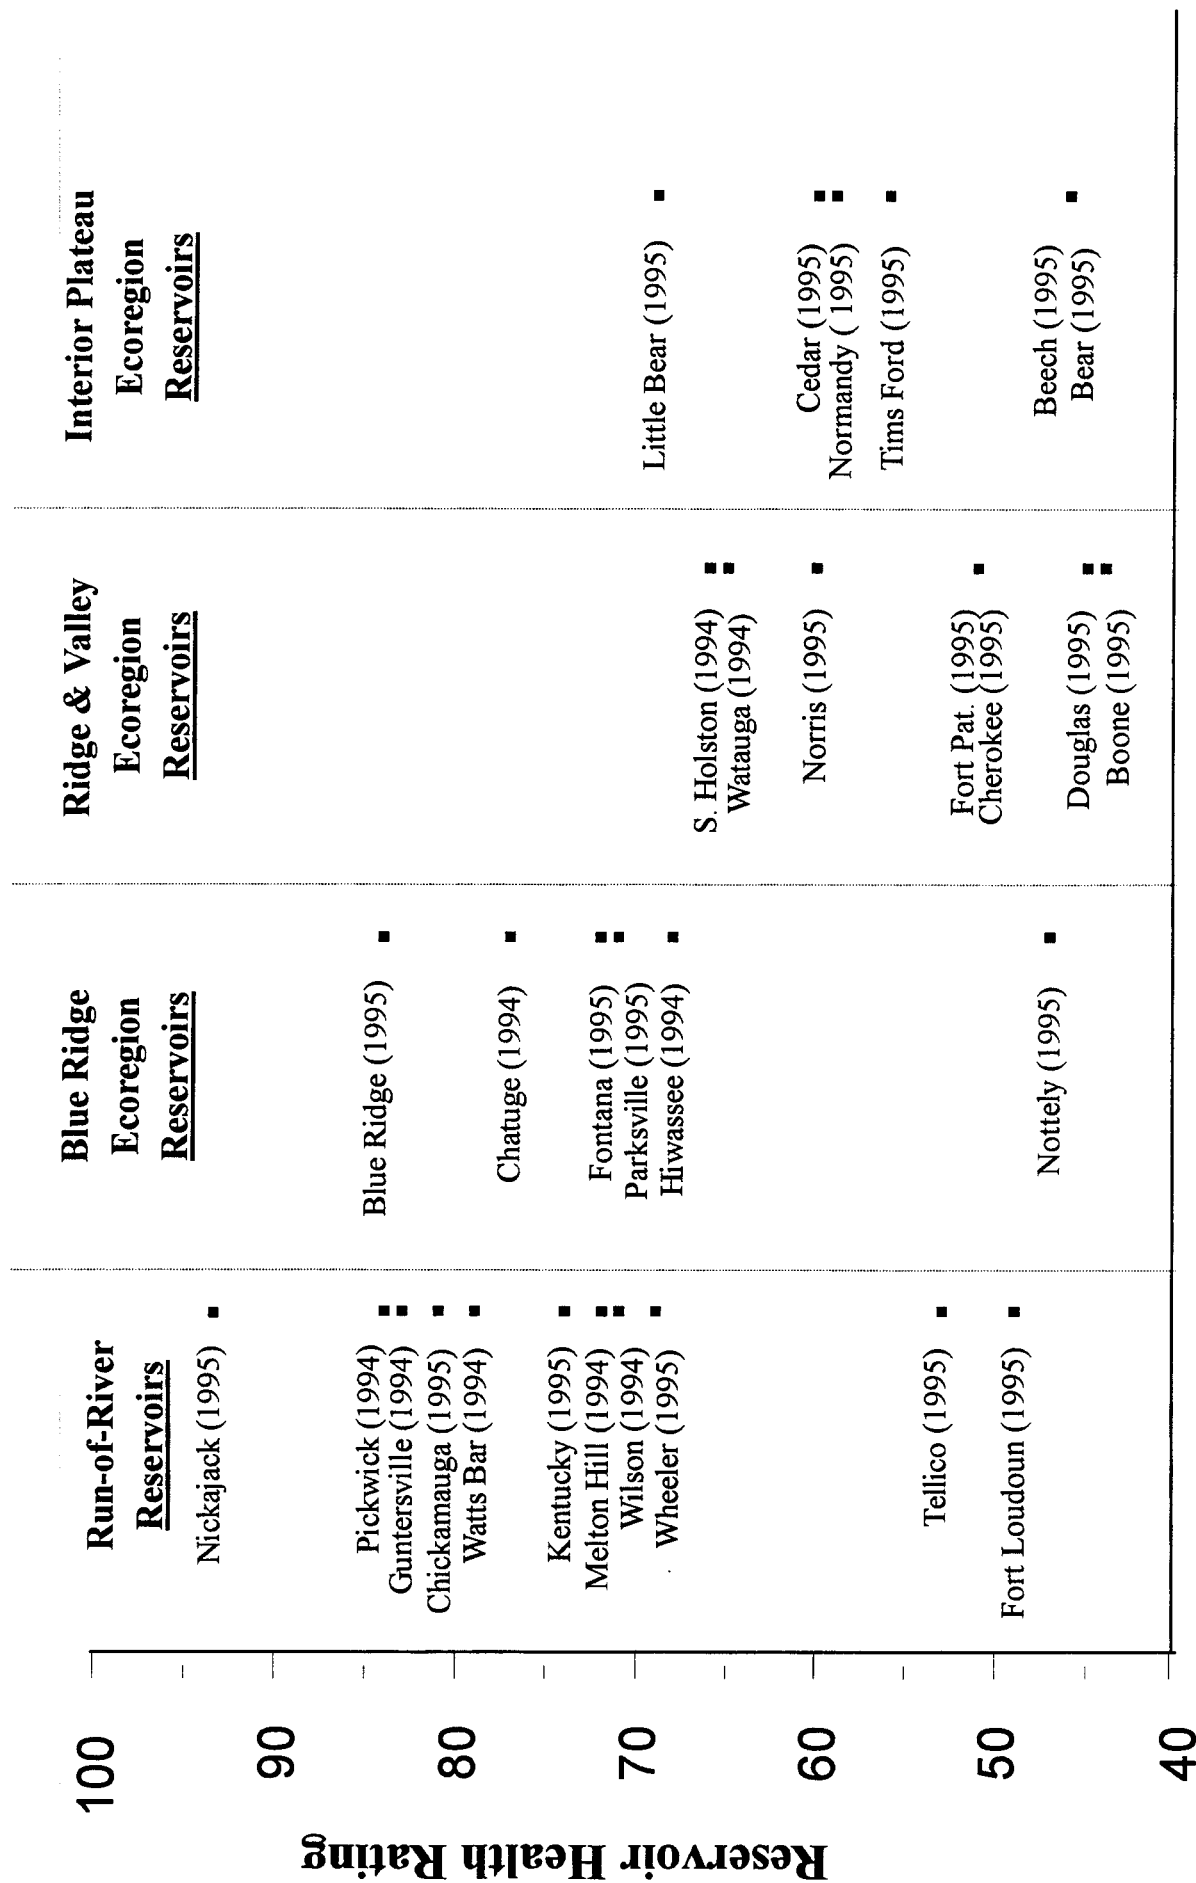 Reservoir Health Rating
100
90
80
70
60
50
40
Run-of-River
Reservoirs
Nickajack (1995)
Pickwick (1994)
Guntersville (1994)
Chickamauga (1995)
Watts Bar (1994)
Kentucky (1995)
Melton Hill (1994)
Wilson (1994)
Wheeler (1995)
Tellico (1995)
Fort Loudoun (1995)
Blue Ridge
Ecoregion
Reservoirs
Blue Ridge (1995)
Chatuge (1994)
Fontana (1995)
Parksville (1995)
Hiwassee (1994)
Nottely (1995)
Ridge & Valley
Ecoregion
Reservoirs
S. Holston (1994)
Watauga (1994)
Norris (1995)
Fort Pat. (1995)
Cherokee (1995)
Douglas (1995)
Boone (1995)
Interior Plateau
Ecoregion
Reservoirs
Little Bear (1995)
Cedar (1995)
Normandy ( 1995)
Tims Ford (1995)
Beech (1995)
Bear (1995)